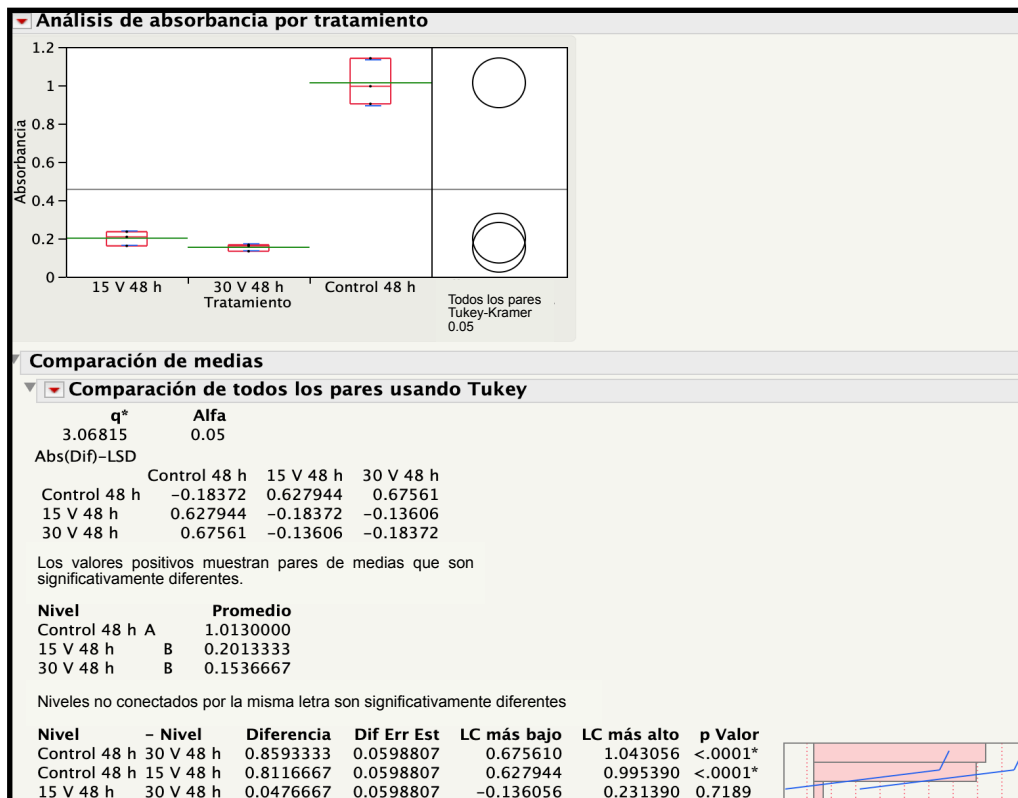 Análisis de absorbancia por tratamiento
1.2
1
0.8
0.6
0.4
0.2
0
Absorbancia
15 V 48 h 30 V 48 h Control 48 h
Tratamiento
Todos los pares
Tukey-Kramer
0.05
Comparación de medias
Comparación de todos los pares usando Tukey
q* Alfa
3.06815 0.05
Abs(Dif)-LSD
Control 48 h 15 V 48 h 30 V 48 h
Control 48 h -0.18372 0.627944 0.67561
15 V 48 h 0.627944 -0.18372 -0.13606
30 V 48 h 0.67561 -0.13606 -0.18372
Los valores positivos muestran pares de medias que son
significativamente diferentes.
Nivel Promedio
Control 48 h A 1.0130000
15 V 48 h B 0.2013333
30 V 48 h B 0.1536667
Niveles no conectados por la misma letra son significativamente diferentes
Nivel - Nivel Diferencia Dif Err Est LC más bajo LC más alto p Valor
Control 48 h 30 V 48 h 0.8593333 0.0598807 0.675610 1.043056 <.0001*
Control 48 h 15 V 48 h 0.8116667 0.0598807 0.627944 0.995390 <.0001*
15 V 48 h 30 V 48 h 0.0476667 0.0598807 -0.136056 0.231390 0.7189